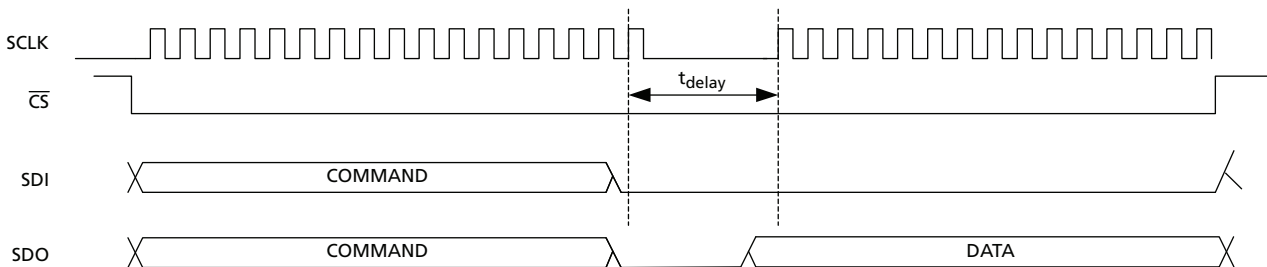 SCLK
t_delay
CS
SDI
COMMAND
SDO
COMMAND
DATA